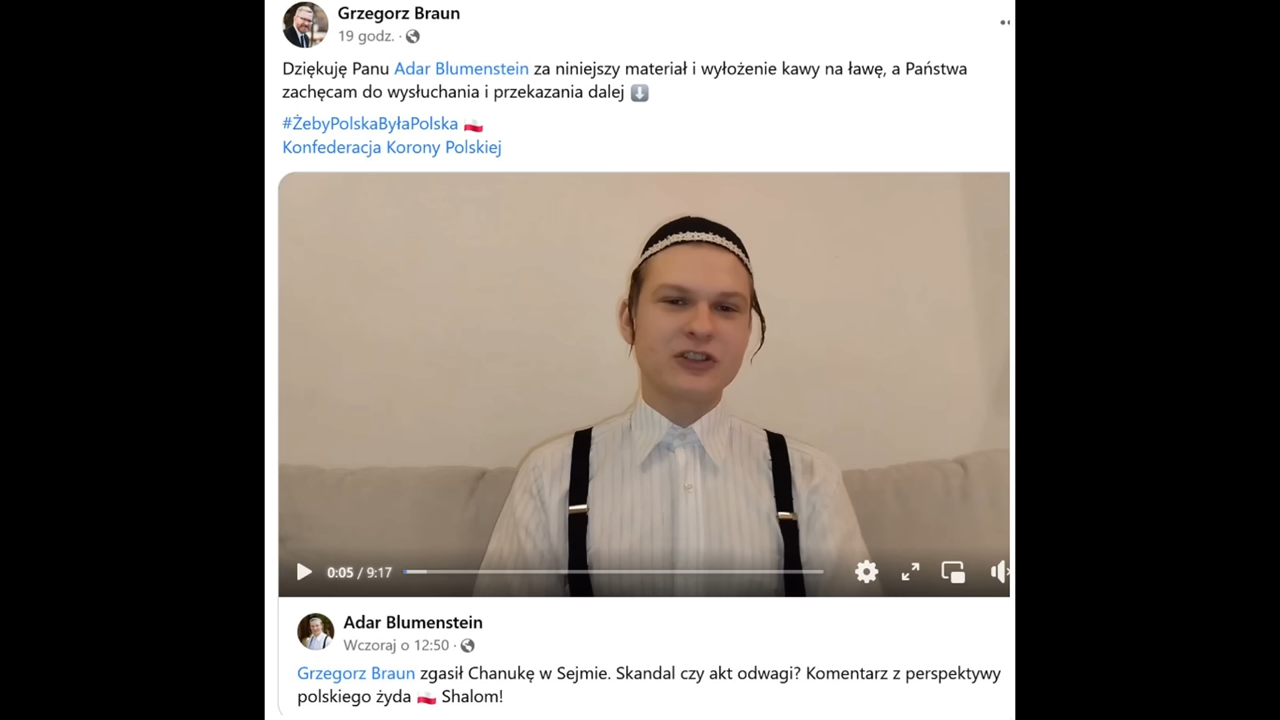 Grzegorz Braun
19 godz. ·
Dziękuję Panu Adar Blumenstein za niniejszy materiał i wyłożenie kawy na ławę, a Państwa
zachęcam do wysłuchania i przekazania dalej ⬇️
#ŻebyPolskaByłaPolska 🇵🇱
Konfederacja Korony Polskiej
0:05 / 9:17
Adar Blumenstein
Wczoraj o 12:50 ·
Grzegorz Braun zgasił Chanukę w Sejmie. Skandal czy akt odwagi? Komentarz z perspektywy
polskiego żyda 🇵🇱 Shalom!